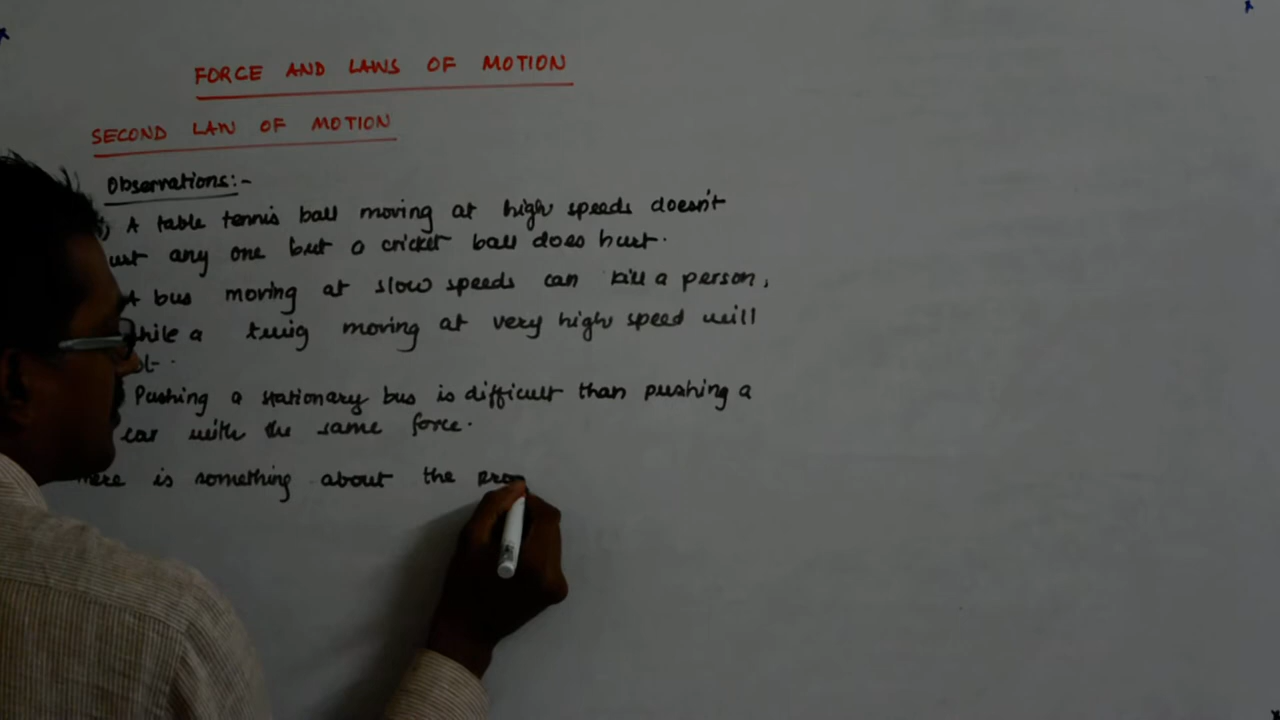 FORCE AND LAWS OF MOTION
SECOND LAW OF MOTION
Observations:-
A table tennis ball moving at high speeds doesn't
any one but a cricket ball does hurt.
A bus moving at slow speeds can kill a person,
while a twig moving at very high speed will
Pushing a stationary bus is difficult than pushing a
car with the same force.
is something about the